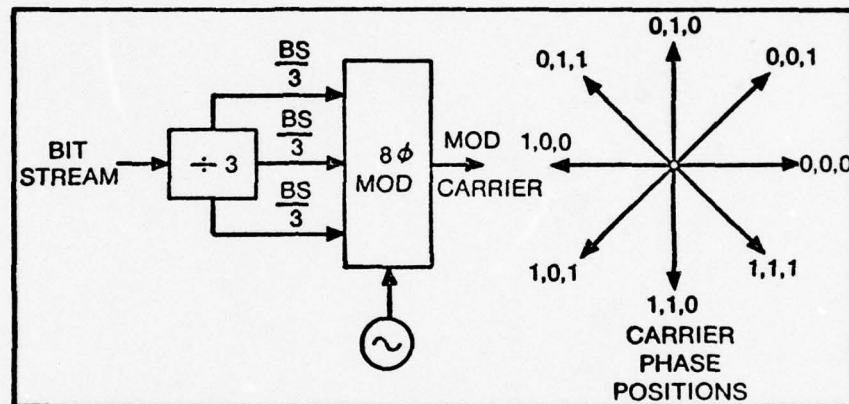 BIT
STREAM
÷ 3
BS
3
BS
3
BS
3
8ϕ
MOD
MOD
CARRIER
0,1,0
0,1,1
0,0,1
1,0,0
0,0,0
1,0,1
1,1,1
1,1,0
CARRIER
PHASE
POSITIONS